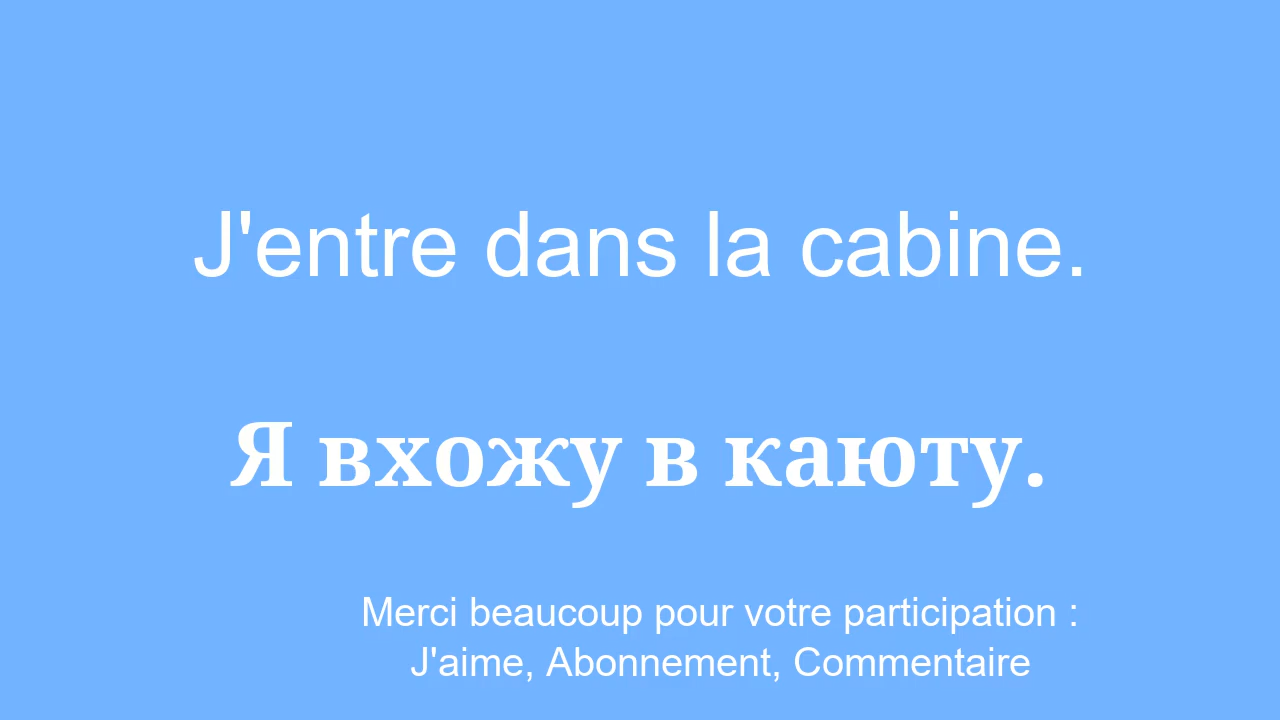 J'entre dans la cabine.
Я вхожу в каюту.
Merci beaucoup pour votre participation :
J'aime, Abonnement, Commentaire